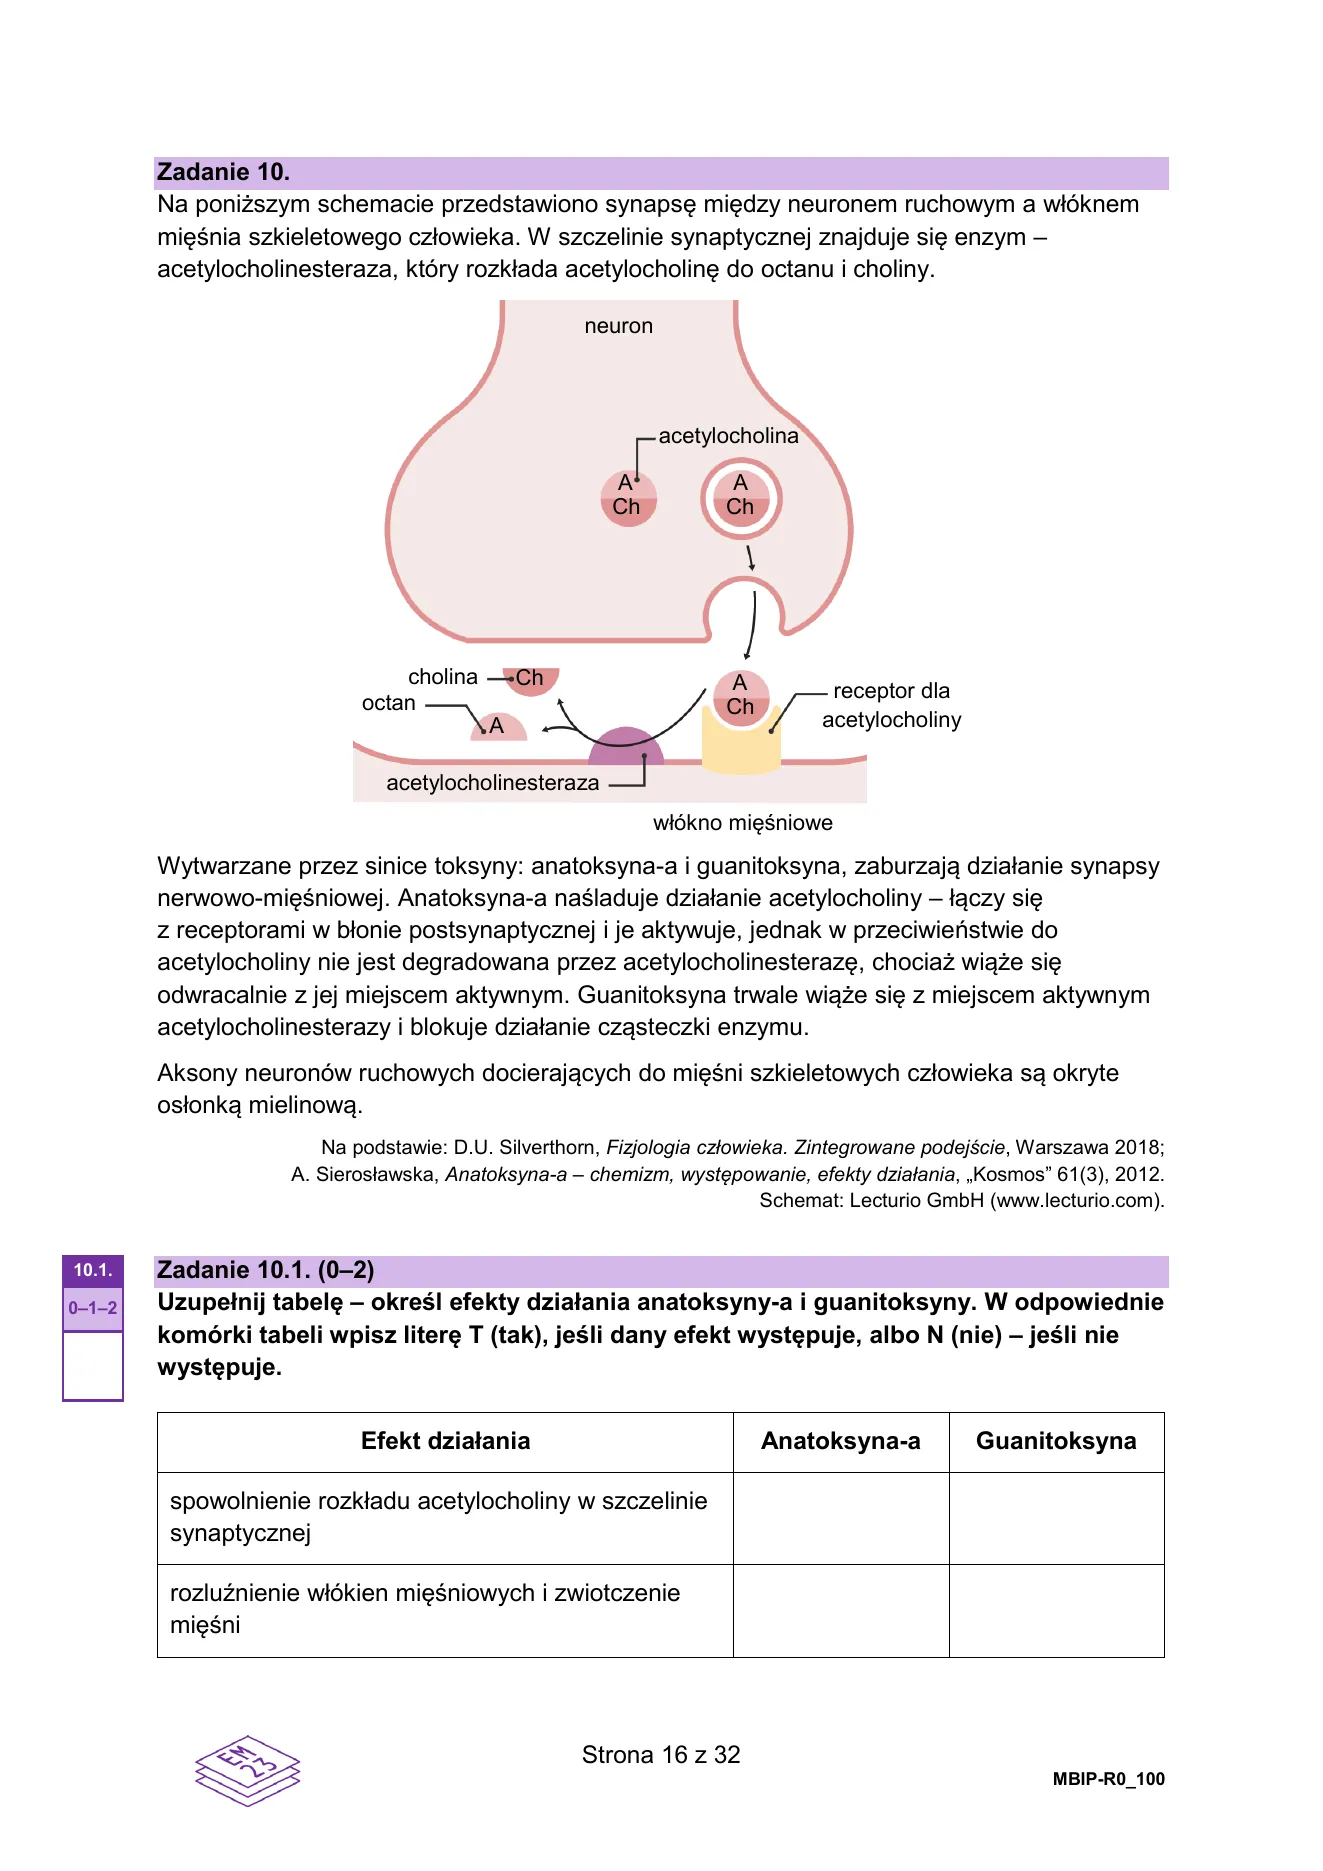 Zadanie 10.
Na poniższym schemacie przedstawiono synapsę między neuronem ruchowym a włóknem
mięśnia szkieletowego człowieka. W szczelinie synaptycznej znajduje się enzym –
acetylocholinesteraza, który rozkłada acetylocholinę do octanu i choliny.
neuron
acetylocholina
A
Ch
A
Ch
cholina
Ch
octan
A
A
Ch
receptor dla
acetylocholiny
acetylocholinesteraza
włókno mięśniowe
Wytwarzane przez sinice toksyny: anatoksyna-a i guanitoksyna, zaburzają działanie synapsy
nerwowo-mięśniowej. Anatoksyna-a naśladuje działanie acetylocholiny – łączy się
z receptorami w błonie postsynaptycznej i je aktywuje, jednak w przeciwieństwie do
acetylocholiny nie jest degradowana przez acetylocholinesterazę, chociaż wiąże się
odwracalnie z jej miejscem aktywnym. Guanitoksyna trwale wiąże się z miejscem aktywnym
acetylocholinesterazy i blokuje działanie cząsteczki enzymu.
Aksony neuronów ruchowych docierających do mięśni szkieletowych człowieka są okryte
osłonką mielinową.
Na podstawie: D.U. Silverthorn, Fizjologia człowieka. Zintegrowane podejście, Warszawa 2018;
A. Sierosławska, Anatoksyna-a – chemizm, występowanie, efekty działania, „Kosmos” 61(3), 2012.
Schemat: Lecturio GmbH (www.lecturio.com).
10.1.
0–1–2
Zadanie 10.1. (0–2)
Uzupełnij tabelę – określ efekty działania anatoksyny-a i guanitoksyny. W odpowiednie
komórki tabeli wpisz literę T (tak), jeśli dany efekt występuje, albo N (nie) – jeśli nie
występuje.
Efekt działania Anatoksyna-a Guanitoksyna
spowolnienie rozkładu acetylocholiny w szczelinie
synaptycznej
rozluźnienie włókien mięśniowych i zwiotczenie
mięśni
EM
23
Strona 16 z 32
MBIP-R0_100